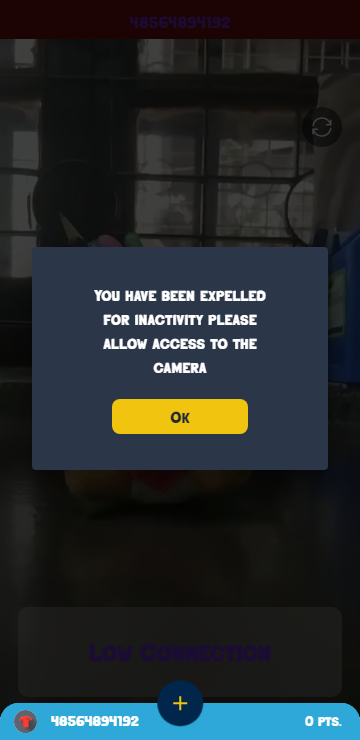 48564894192
YOU HAVE BEEN EXPELLED
FOR INACTIVITY PLEASE
ALLOW ACCESS TO THE
CAMERA
OK
LOW CONNECTION
+
48564894192
0 PTS.